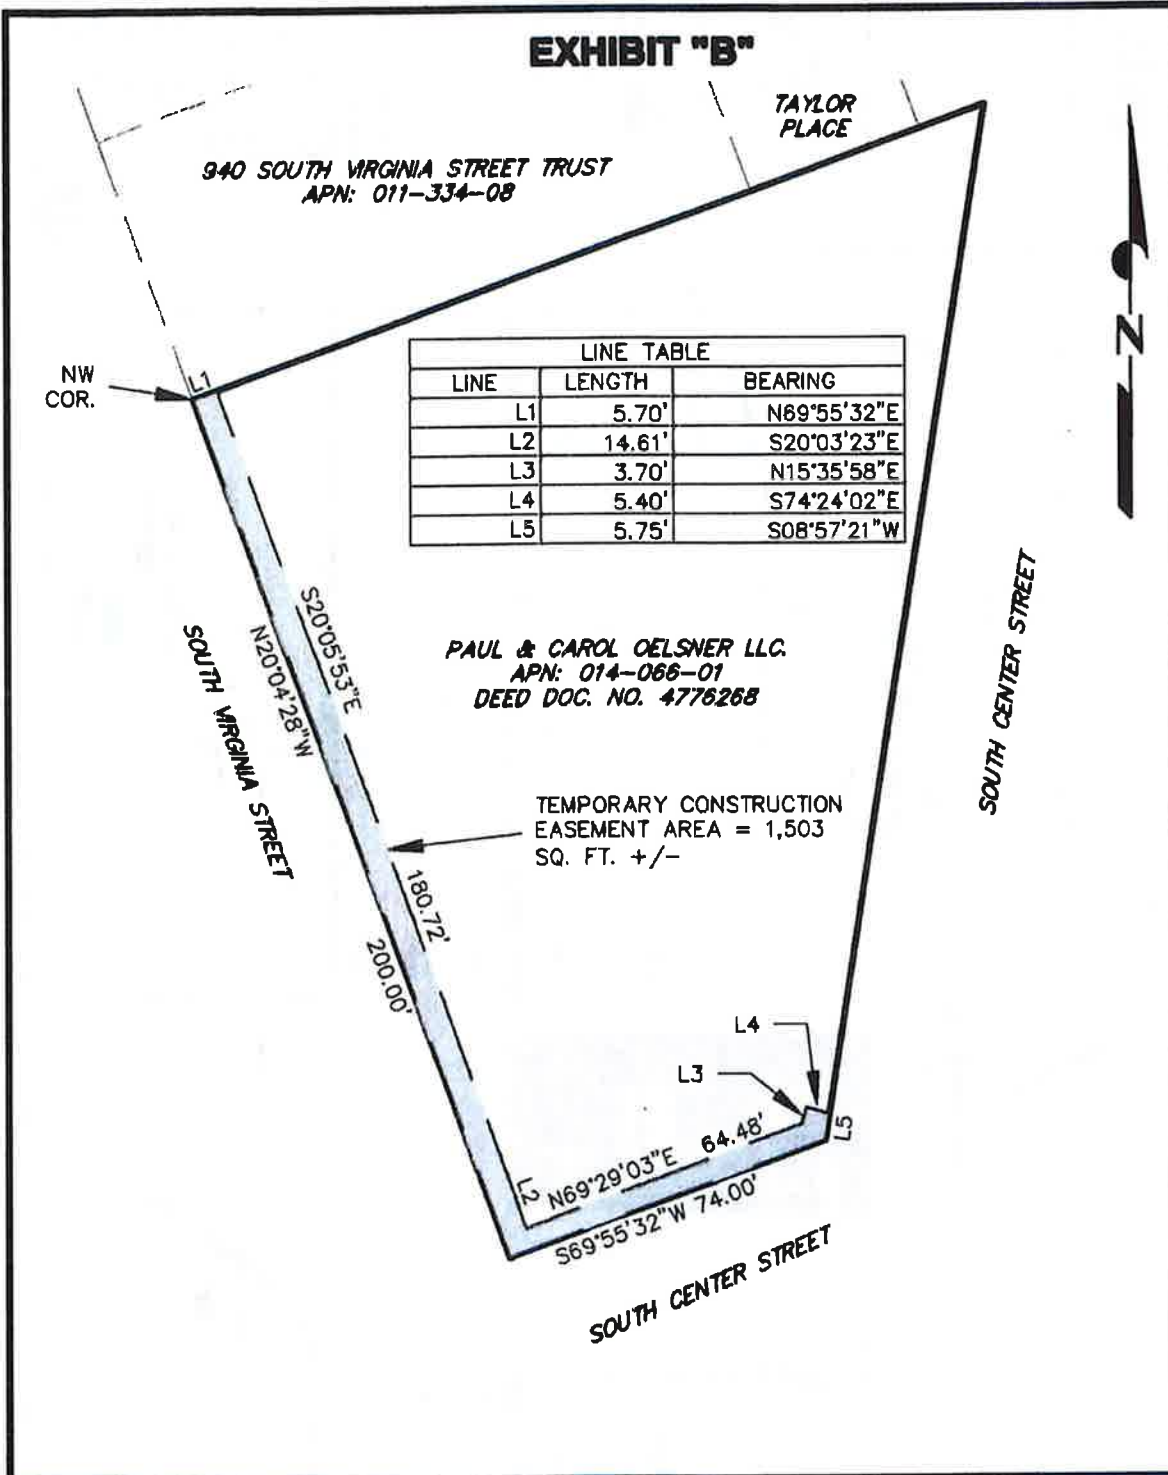 EXHIBIT "B"
TAYLOR
PLACE
940 SOUTH VIRGINIA STREET TRUST
APN: 011-334-08
NW
COR.
L1
N
LINE TABLE
LINE LENGTH BEARING
L1 5.70' N69°55'32"E
L2 14.61' S20°03'23"E
L3 3.70' N15°35'58"E
L4 5.40' S74°24'02"E
L5 5.75' S08°57'21"W
S20°05'53"E
N20°04'28"W
SOUTH VIRGINIA STREET
PAUL & CAROL OELSNER LLC.
APN: 014-066-01
DEED DOC. NO. 4776268
SOUTH CENTER STREET
TEMPORARY CONSTRUCTION
EASEMENT AREA = 1,503
SQ. FT. +/-
180.72'
200.00'
L4
L3
L5
L2
N69°29'03"E 64.48'
S69°55'32"W 74.00'
SOUTH CENTER STREET